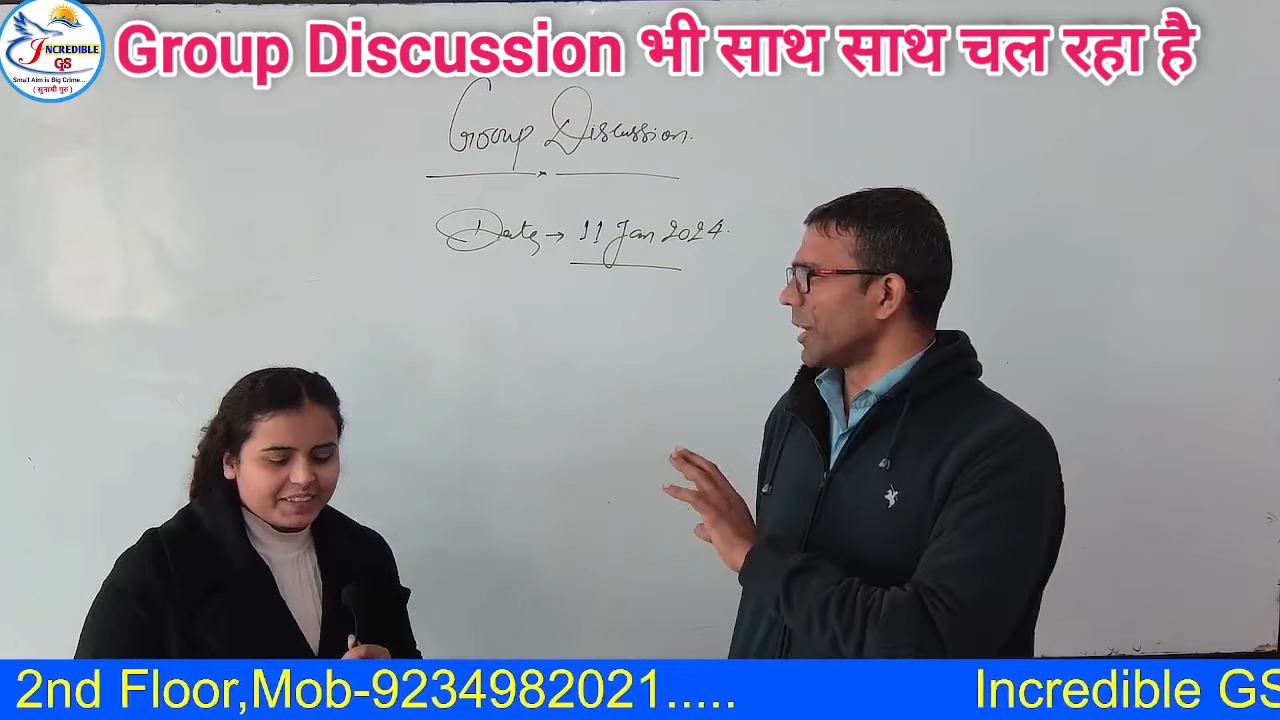 INCREDIBLE
GS
Small Aim is Big Crime...
( सुनामी गुरु )
Group Discussion भी साथ साथ चल रहा है
Group Discussion.
Date → 11 Jan 2024.
2nd Floor,Mob-9234982021..... Incredible GS